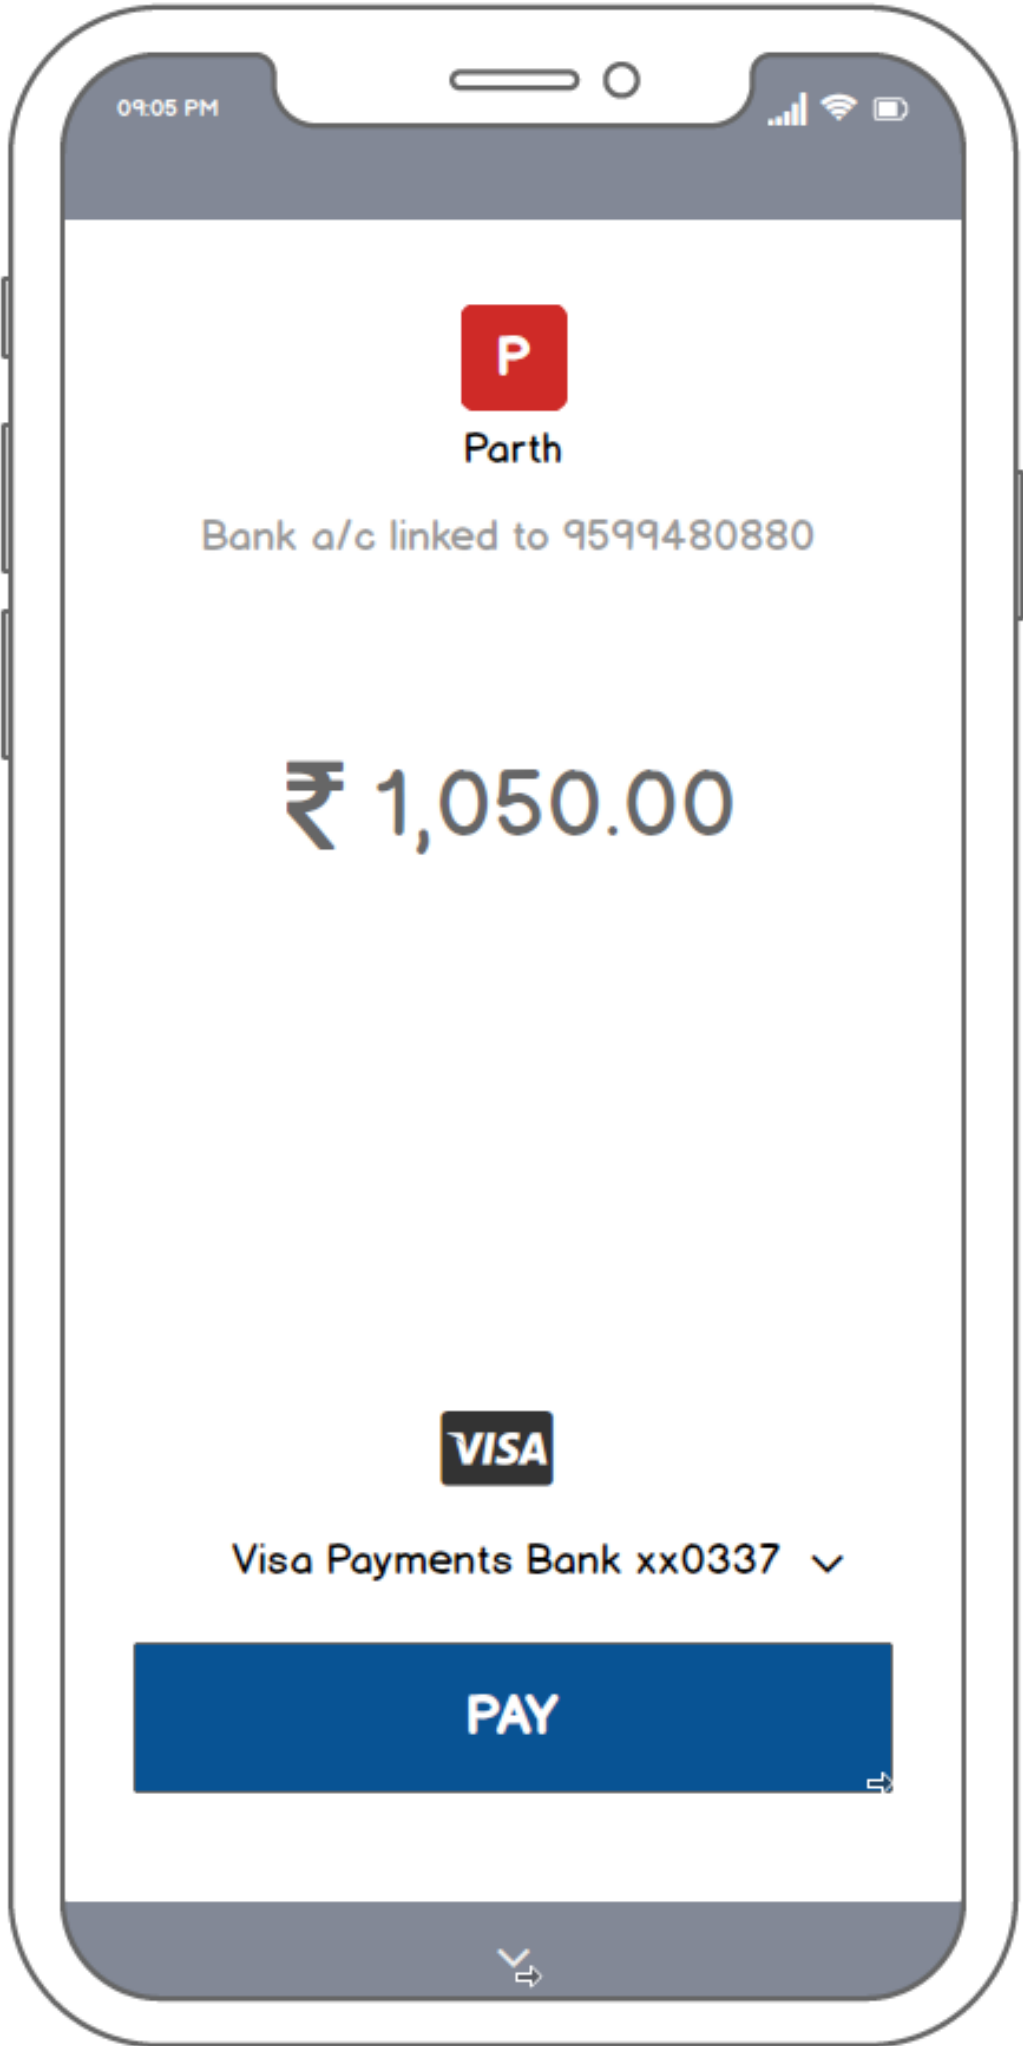 09:05 PM
P
Parth
Bank a/c linked to 9599480880
₹ 1,050.00
VISA
Visa Payments Bank xx0337
PAY